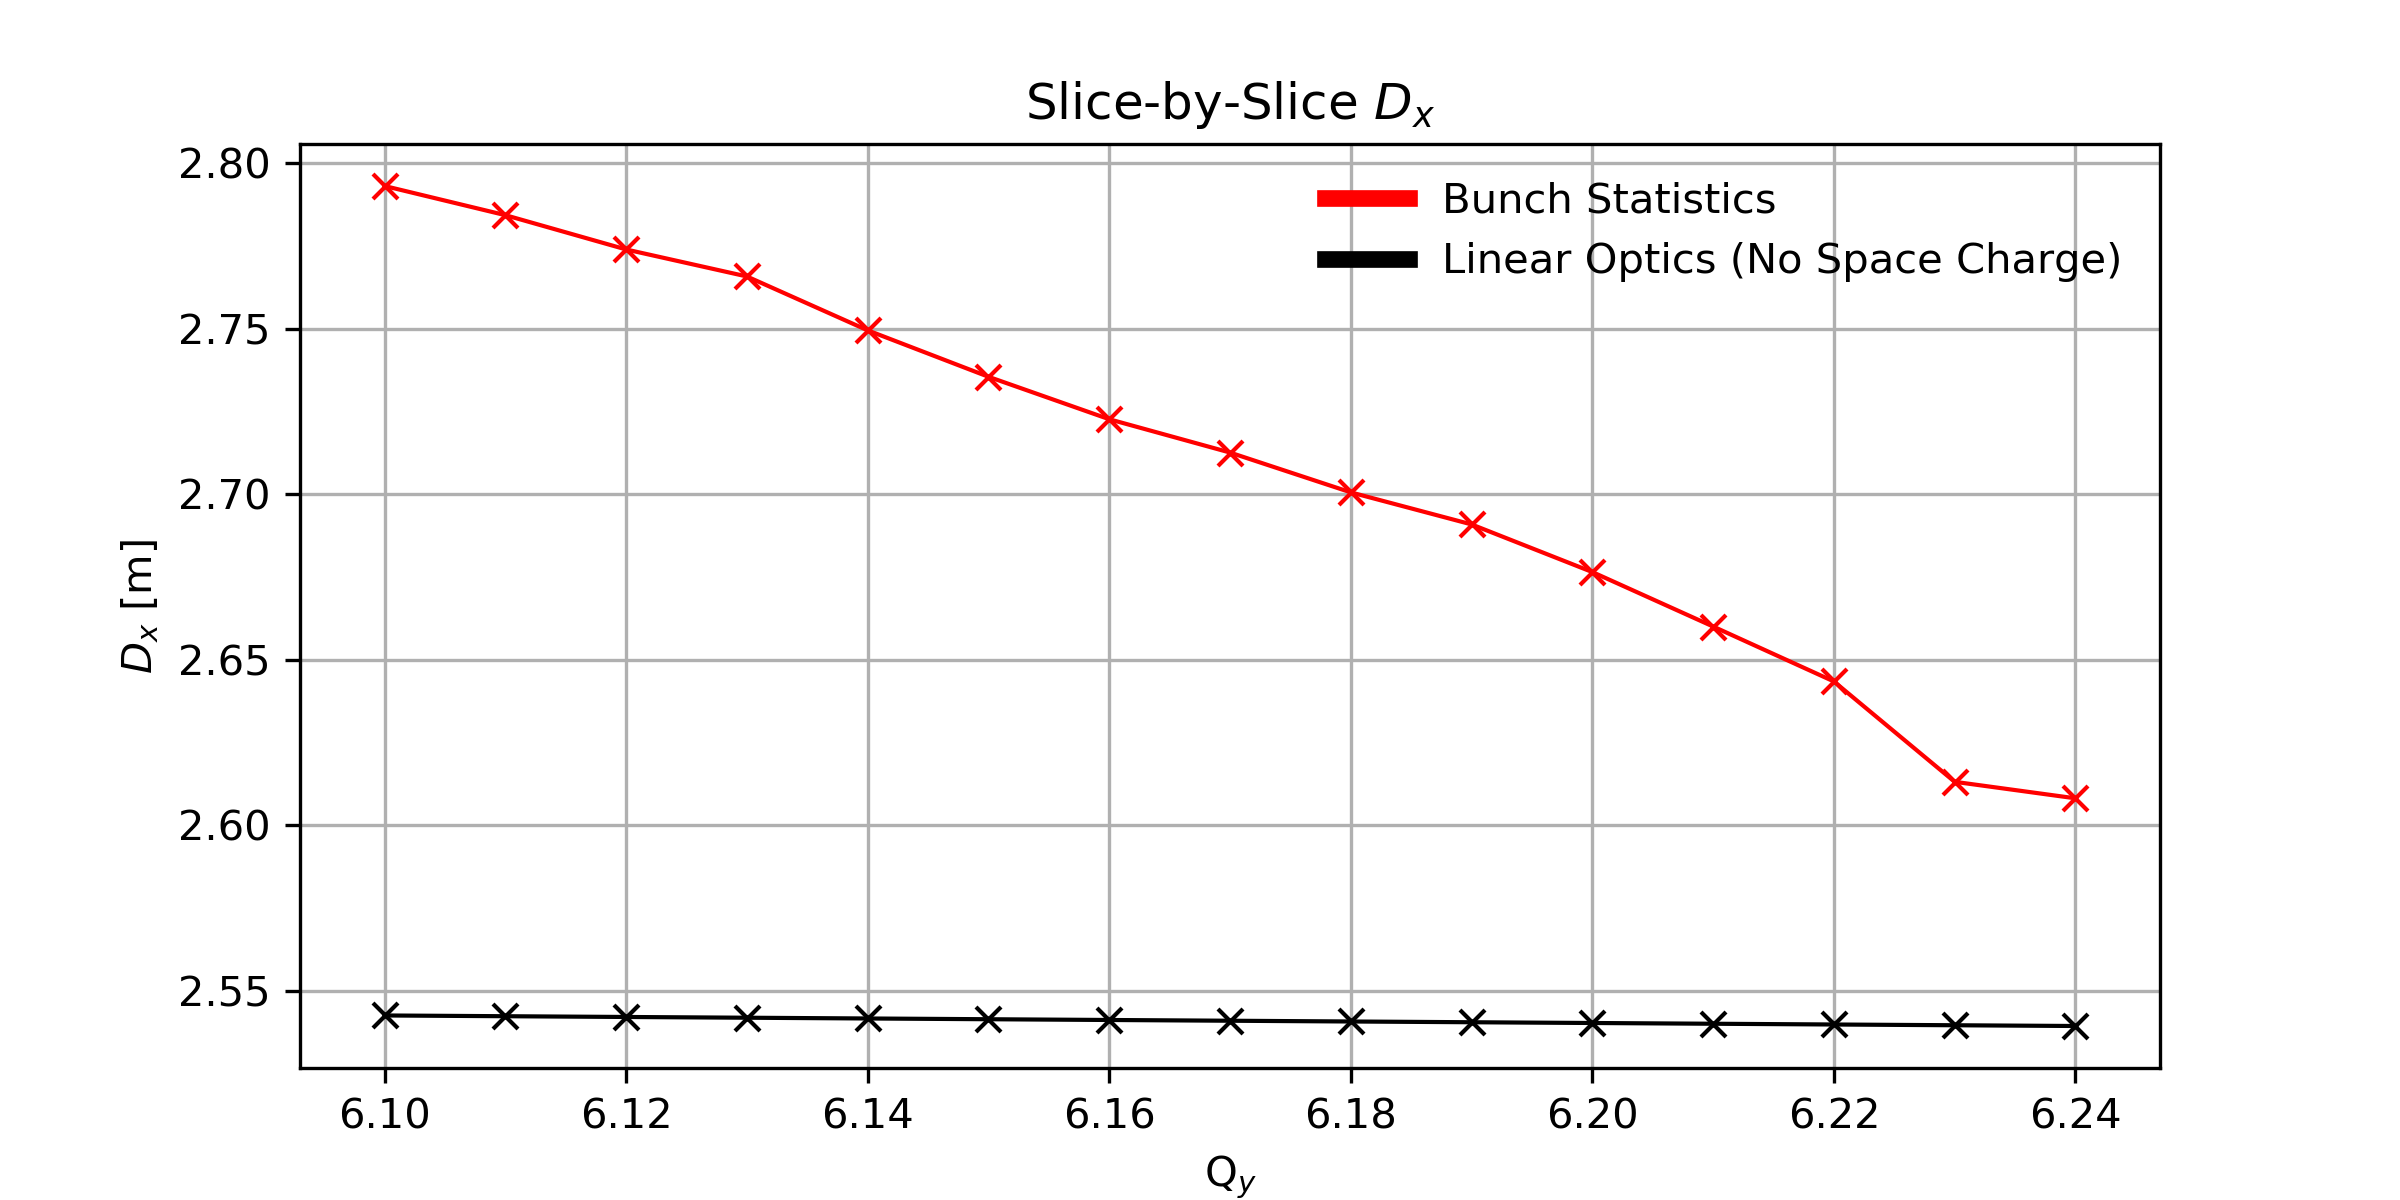 Slice-by-Slice Dₓ
Bunch Statistics
Linear Optics (No Space Charge)
Dₓ [m]
2.80
2.75
2.70
2.65
2.60
2.55
6.10 6.12 6.14 6.16 6.18 6.20 6.22 6.24
Qy